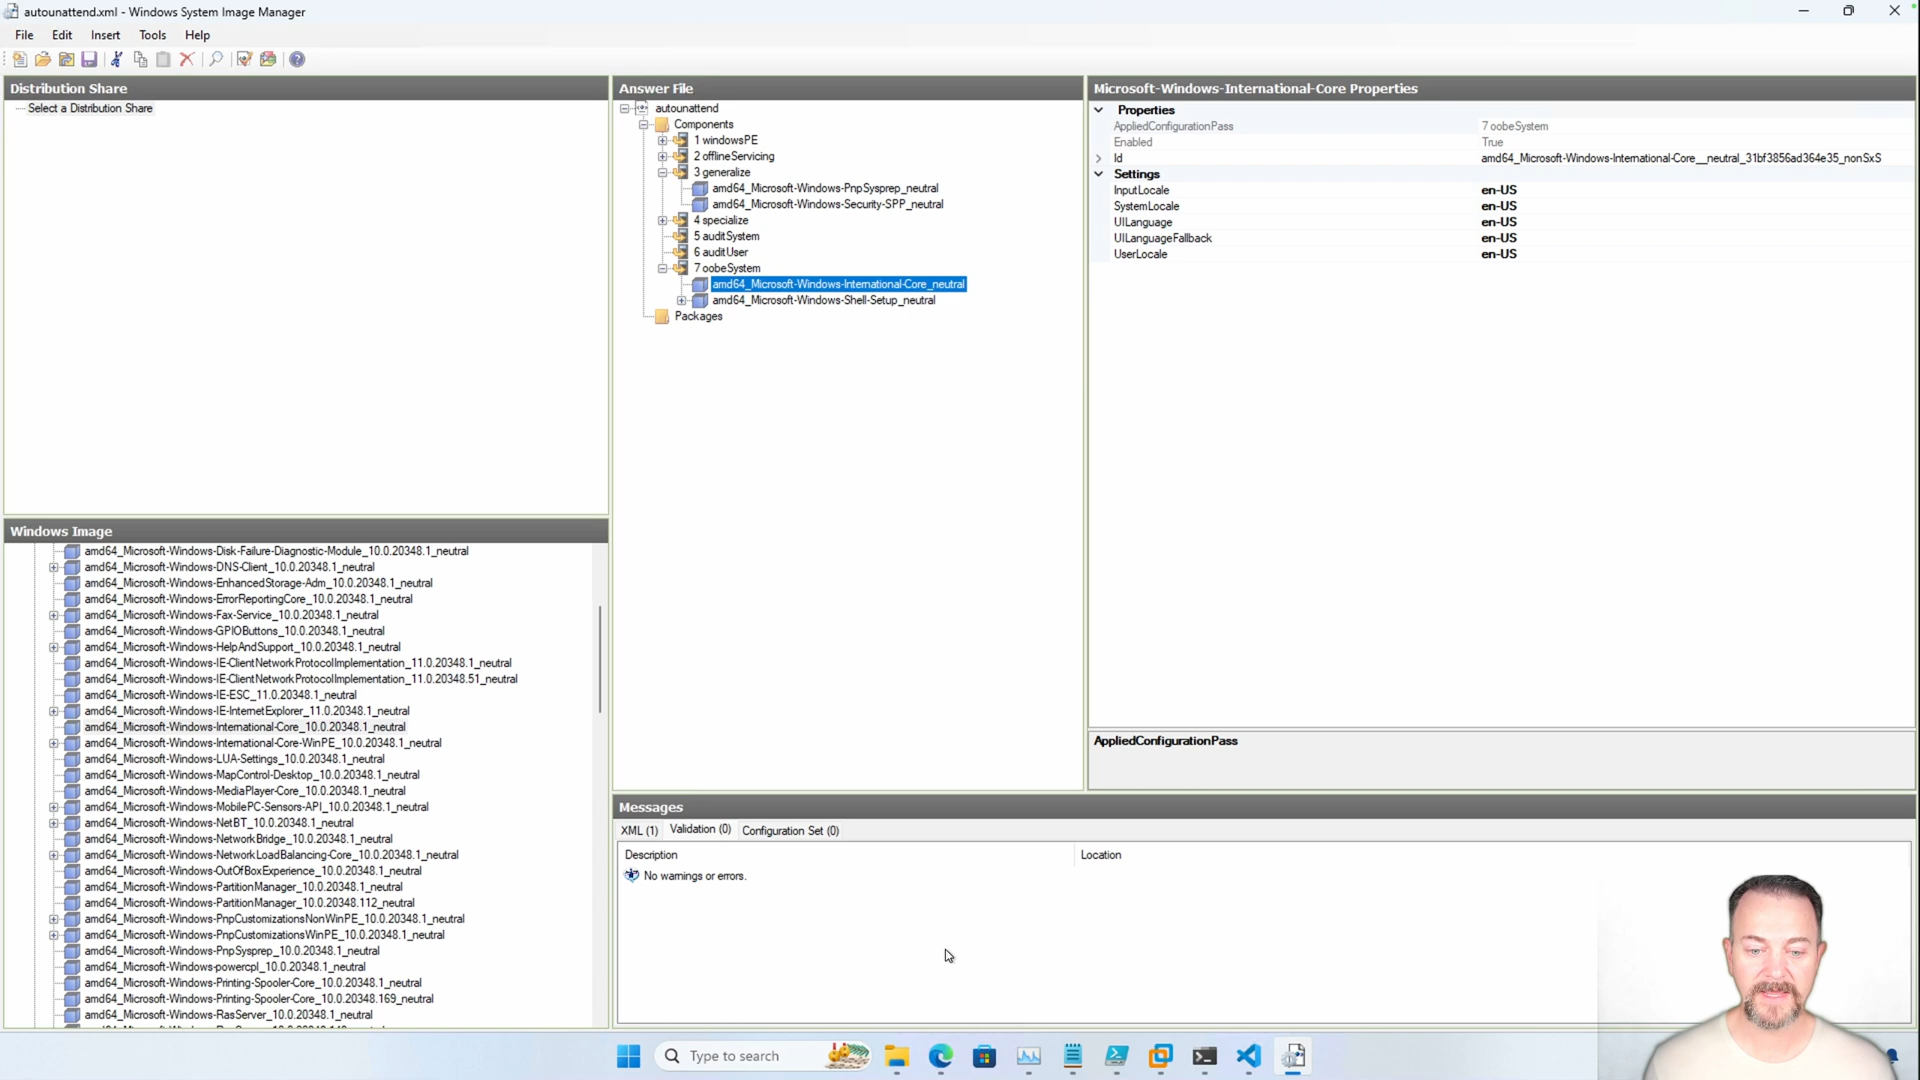 autounattend.xml - Windows System Image Manager
File Edit Insert Tools Help
Distribution Share
Select a Distribution Share
Windows Image
amd64_Microsoft-Windows-Disk-Failure-Diagnostic-Module_10.0.20348.1_neutral
amd64_Microsoft-Windows-DNS-Client_10.0.20348.1_neutral
amd64_Microsoft-Windows-EnhancedStorage-Adm_10.0.20348.1_neutral
amd64_Microsoft-Windows-ErrorReportingCore_10.0.20348.1_neutral
amd64_Microsoft-Windows-Fax-Service_10.0.20348.1_neutral
amd64_Microsoft-Windows-GPIOButtons_10.0.20348.1_neutral
amd64_Microsoft-Windows-HelpAndSupport_10.0.20348.1_neutral
amd64_Microsoft-Windows-IE-ClientNetworkProtocolImplementation_11.0.20348.1_neutral
amd64_Microsoft-Windows-IE-ClientNetworkProtocolImplementation_11.0.20348.51_neutral
amd64_Microsoft-Windows-IE-ESC_11.0.20348.1_neutral
amd64_Microsoft-Windows-IE-InternetExplorer_11.0.20348.1_neutral
amd64_Microsoft-Windows-International-Core_10.0.20348.1_neutral
amd64_Microsoft-Windows-International-Core-WinPE_10.0.20348.1_neutral
amd64_Microsoft-Windows-LUA-Settings_10.0.20348.1_neutral
amd64_Microsoft-Windows-MapControl-Desktop_10.0.20348.1_neutral
amd64_Microsoft-Windows-MediaPlayer-Core_10.0.20348.1_neutral
amd64_Microsoft-Windows-MobilePC-Sensors-API_10.0.20348.1_neutral
amd64_Microsoft-Windows-NetBT_10.0.20348.1_neutral
amd64_Microsoft-Windows-NetworkBridge_10.0.20348.1_neutral
amd64_Microsoft-Windows-NetworkLoadBalancing-Core_10.0.20348.1_neutral
amd64_Microsoft-Windows-OutOfBoxExperience_10.0.20348.1_neutral
amd64_Microsoft-Windows-PartitionManager_10.0.20348.1_neutral
amd64_Microsoft-Windows-PartitionManager_10.0.20348.112_neutral
amd64_Microsoft-Windows-PnpCustomizationsNonWinPE_10.0.20348.1_neutral
amd64_Microsoft-Windows-PnpCustomizationsWinPE_10.0.20348.1_neutral
amd64_Microsoft-Windows-PnpSysprep_10.0.20348.1_neutral
amd64_Microsoft-Windows-powercpl_10.0.20348.1_neutral
amd64_Microsoft-Windows-Printing-Spooler-Core_10.0.20348.1_neutral
amd64_Microsoft-Windows-Printing-Spooler-Core_10.0.20348.169_neutral
amd64_Microsoft-Windows-RasServer_10.0.20348.1_neutral
Answer File
autounattend
Components
1 windowsPE
2 offlineServicing
3 generalize
amd64_Microsoft-Windows-PnpSysprep_neutral
amd64_Microsoft-Windows-Security-SPP_neutral
4 specialize
5 auditSystem
6 auditUser
7 oobeSystem
amd64_Microsoft-Windows-International-Core_neutral
amd64_Microsoft-Windows-Shell-Setup_neutral
Packages
Microsoft-Windows-International-Core Properties
Properties
AppliedConfigurationPass 7 oobeSystem
Enabled True
Id amd64_Microsoft-Windows-International-Core__neutral_31bf3856ad364e35_nonSxS
Settings
InputLocale en-US
SystemLocale en-US
UILanguage en-US
UILanguageFallback en-US
UserLocale en-US
AppliedConfigurationPass
Messages
XML (1) Validation (0) Configuration Set (0)
Description Location
No warnings or errors.
Type to search